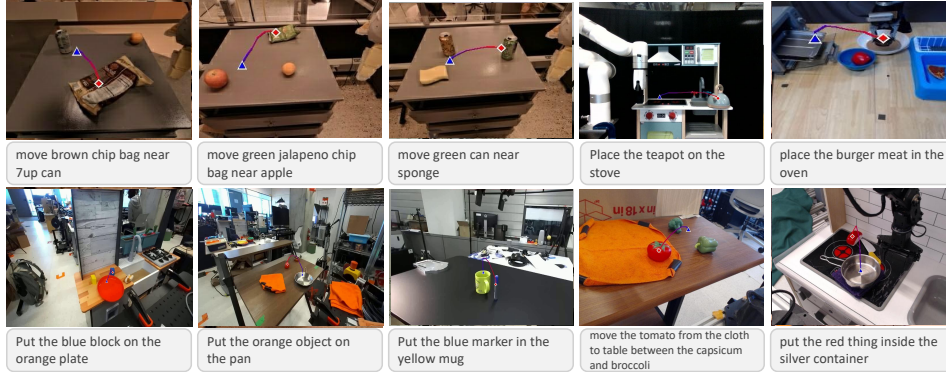 move brown chip bag near
7up can
move green jalapeno chip
bag near apple
move green can near
sponge
Place the teapot on the
stove
place the burger meat in the
oven
18 in x
Put the blue block on the
orange plate
Put the orange object on
the pan
Put the blue marker in the
yellow mug
move the tomato from the cloth
to table between the capsicum
and broccoli
put the red thing inside the
silver container